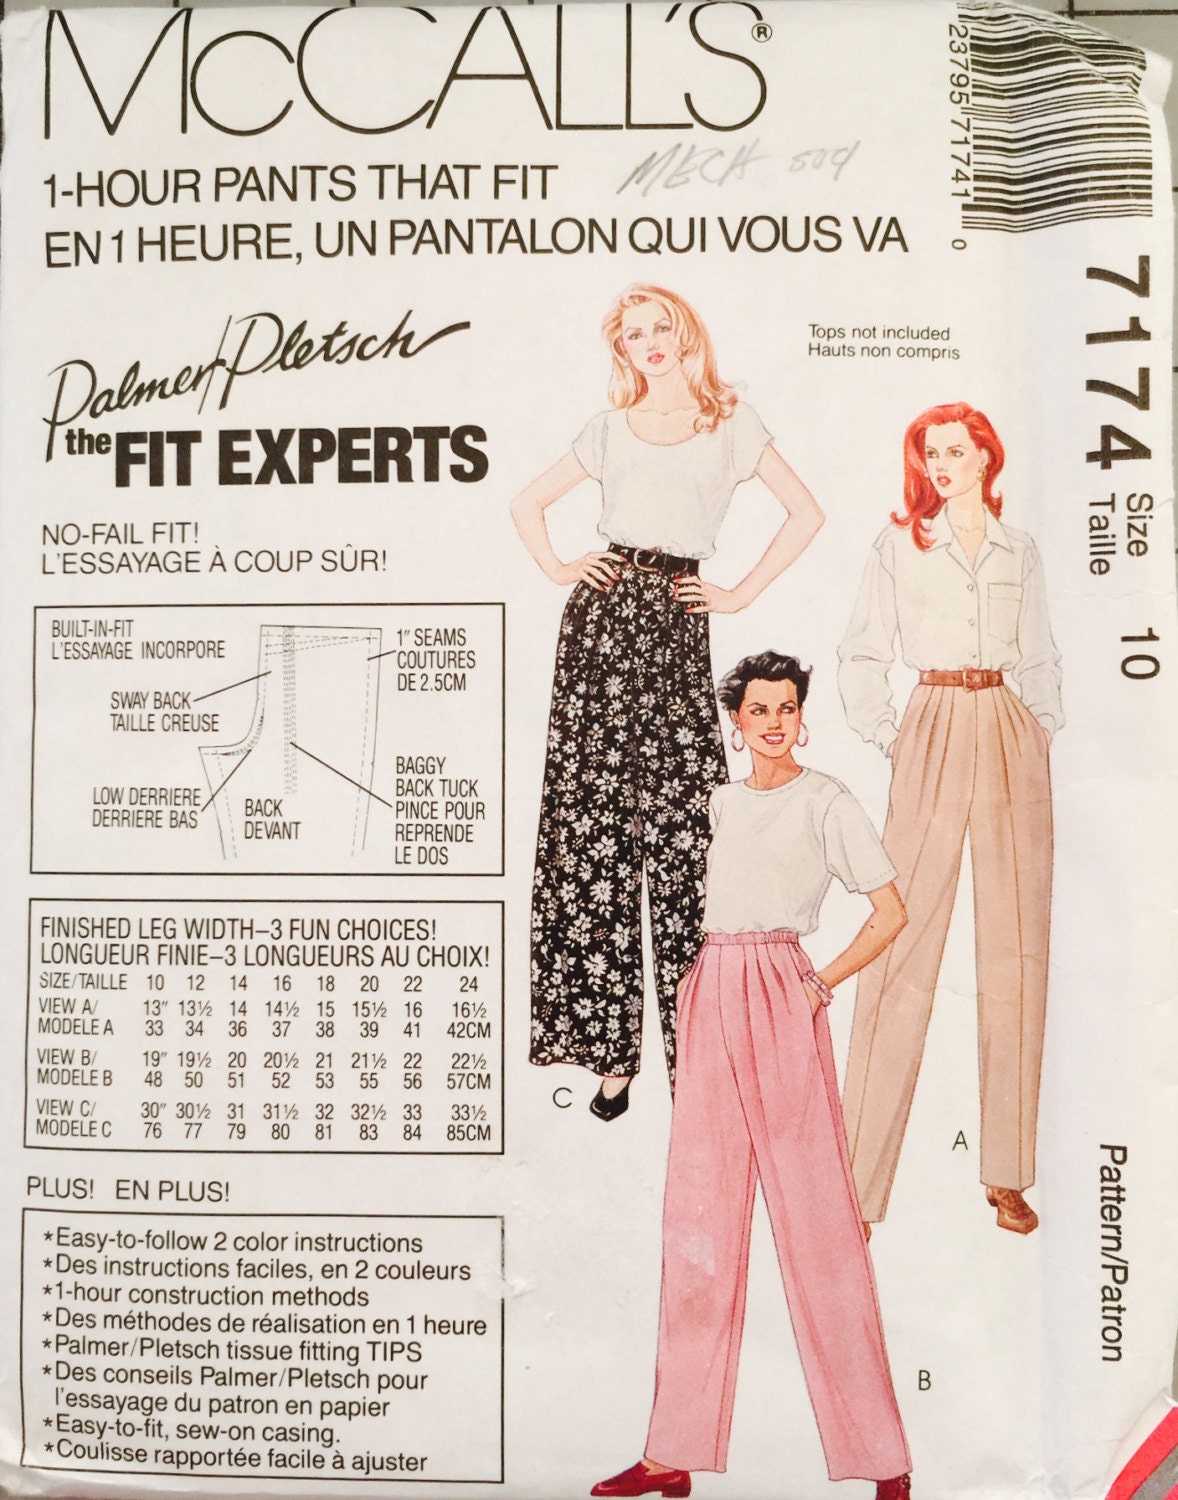 McCALL'S®
1-HOUR PANTS THAT FIT
MECH 504
EN 1 HEURE, UN PANTALON QUI VOUS VA
23795 71741 0
7174
Size 10
Taille
Pattern/Patron
Palmer/Pletsch
the FIT EXPERTS
NO-FAIL FIT!
L'ESSAYAGE À COUP SÛR!
Tops not included
Hauts non compris
BUILT-IN-FIT
L'ESSAYAGE INCORPORE
SWAY BACK
TAILLE CREUSE
LOW DERRIERE
DERRIERE BAS
BACK
DEVANT
1" SEAMS
COUTURES
DE 2.5CM
BAGGY
BACK TUCK
PINCE POUR
REPRENDE
LE DOS
FINISHED LEG WIDTH–3 FUN CHOICES!
LONGUEUR FINIE–3 LONGUEURS AU CHOIX!
SIZE/TAILLE 10 12 14 16 18 20 22 24
VIEW A/ 13" 13½ 14 14½ 15 15½ 16 16½
MODELE A 33 34 36 37 38 39 41 42CM
VIEW B/ 19" 19½ 20 20½ 21 21½ 22 22½
MODELE B 48 50 51 52 53 55 56 57CM
VIEW C/ 30" 30½ 31 31½ 32 32½ 33 33½
MODELE C 76 77 79 80 81 83 84 85CM
PLUS! EN PLUS!
*Easy-to-follow 2 color instructions
*Des instructions faciles, en 2 couleurs
*1-hour construction methods
*Des méthodes de réalisation en 1 heure
*Palmer/Pletsch tissue fitting TIPS
*Des conseils Palmer/Pletsch pour
l'essayage du patron en papier
*Easy-to-fit, sew-on casing.
*Coulisse rapportée facile à ajuster
C
A
B